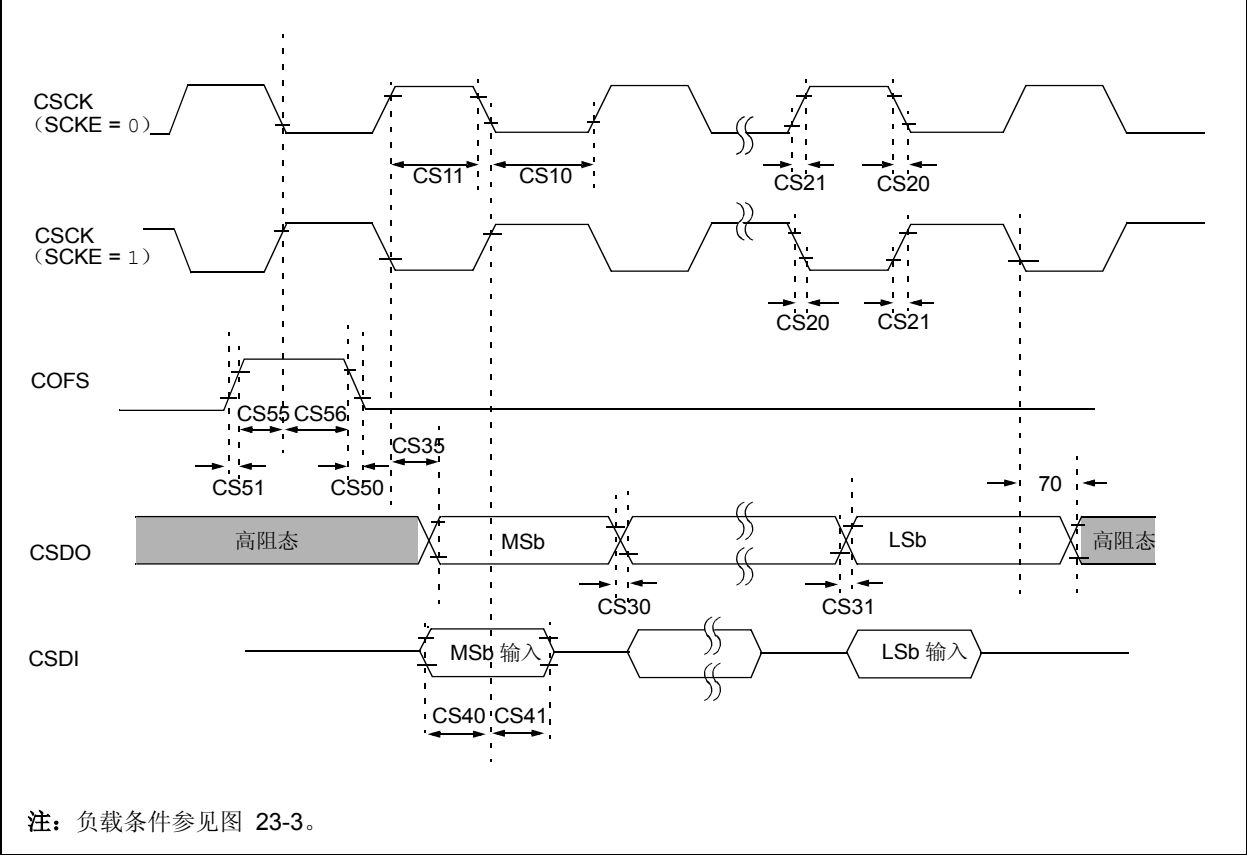 CSCK
（SCKE = 0）
CS11
CS10
CS21
CS20
CSCK
（SCKE = 1）
CS20
CS21
COFS
CS55
CS56
CS35
CS51
CS50
70
CSDO
高阻态
MSb
LSb
高阻态
CS30
CS31
CSDI
MSb 输入
LSb 输入
CS40
CS41
注：负载条件参见图 23-3。